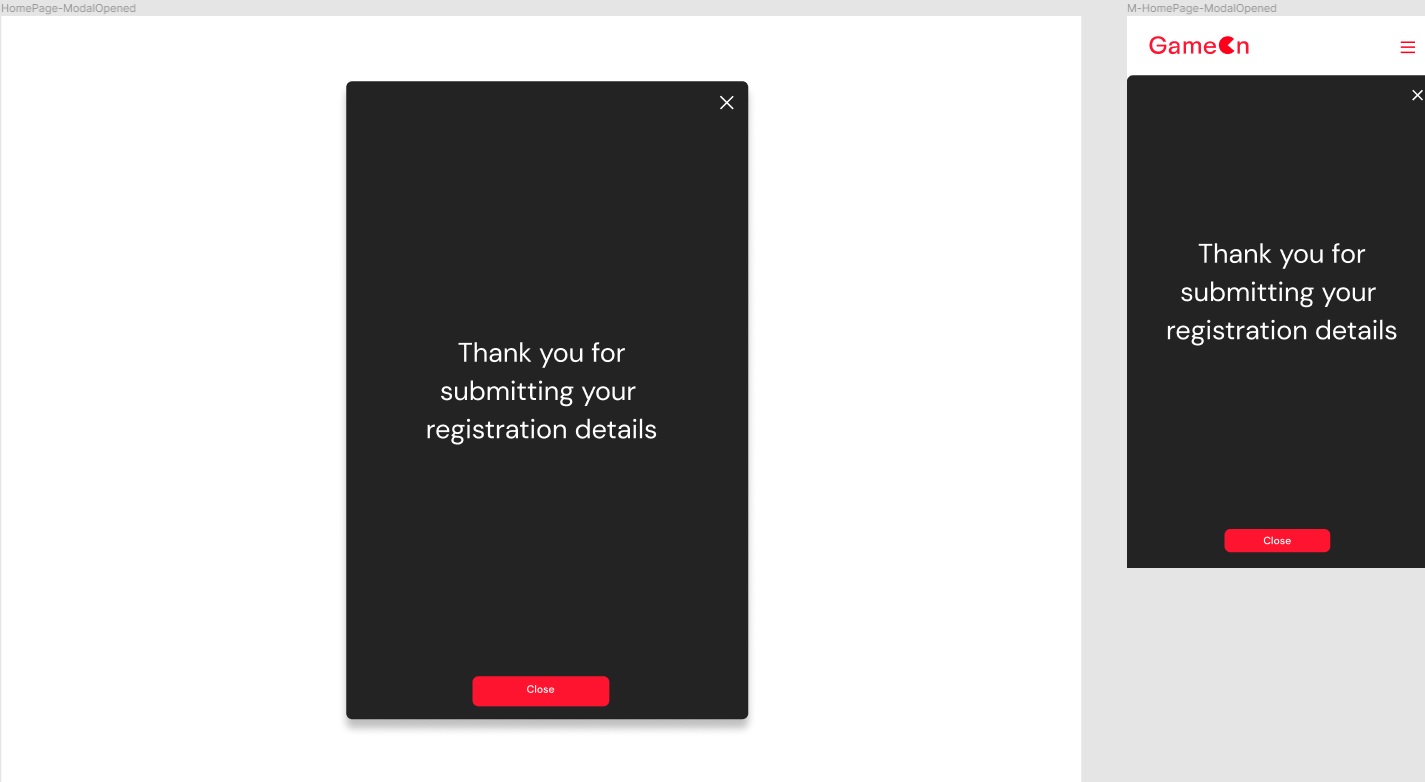 HomePage-ModalOpened
Thank you for
submitting your
registration details
Close
M-HomePage-ModalOpened
GameOn
Thank you for
submitting your
registration details
Close